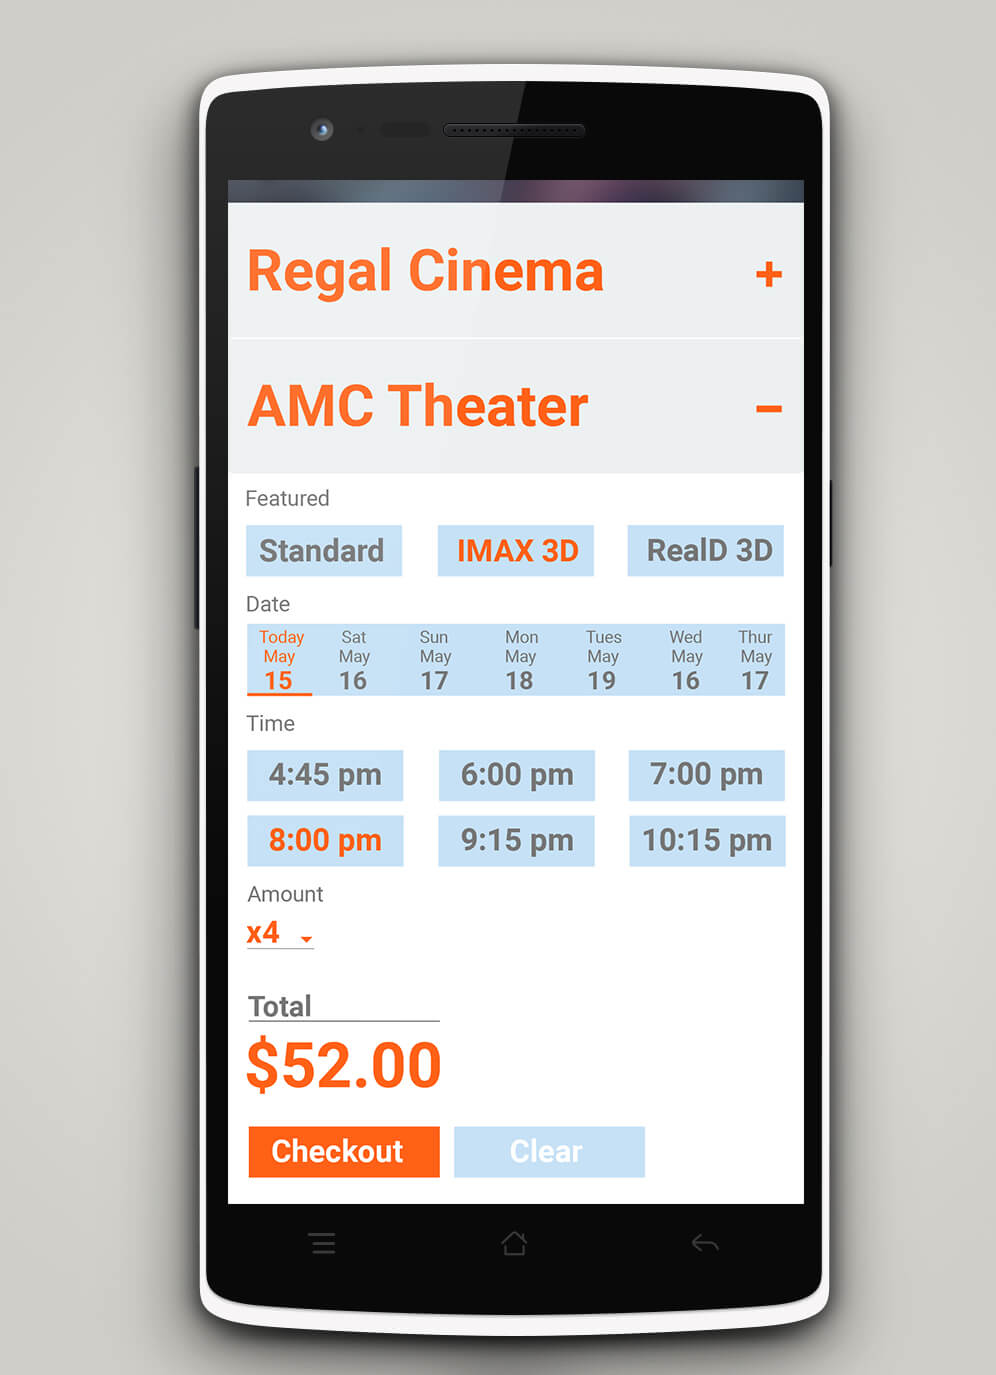 Regal Cinema +
AMC Theater −
Featured
Standard IMAX 3D RealD 3D
Date
Today Sat Sun Mon Tues Wed Thur
May May May May May May May
15 16 17 18 19 16 17
Time
4:45 pm 6:00 pm 7:00 pm
8:00 pm 9:15 pm 10:15 pm
Amount
x4
Total
$52.00
Checkout Clear